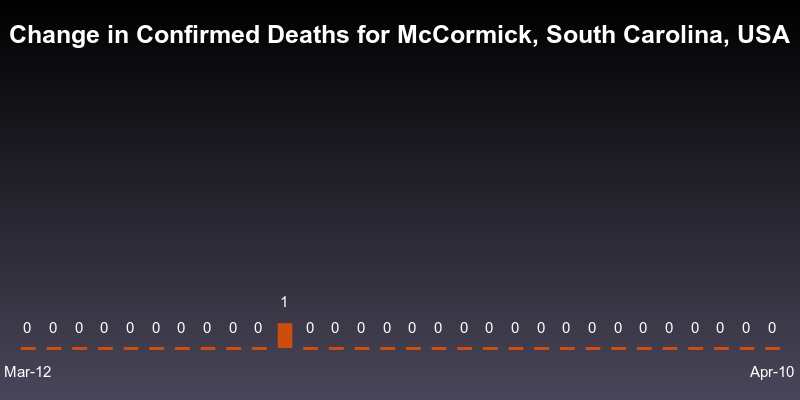 Change in Confirmed Deaths for McCormick, South Carolina, USA
1
0 0 0 0 0 0 0 0 0 0 0 0 0 0 0 0 0 0 0 0 0 0 0 0 0 0 0 0 0
Mar-12 Apr-10